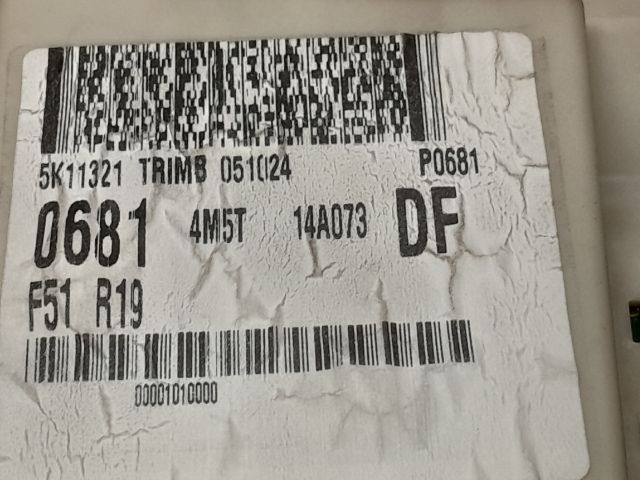 5K11321 TRIMB 051024 P0681
0681 4M5T 14A073 DF
F51 R19
00001010000